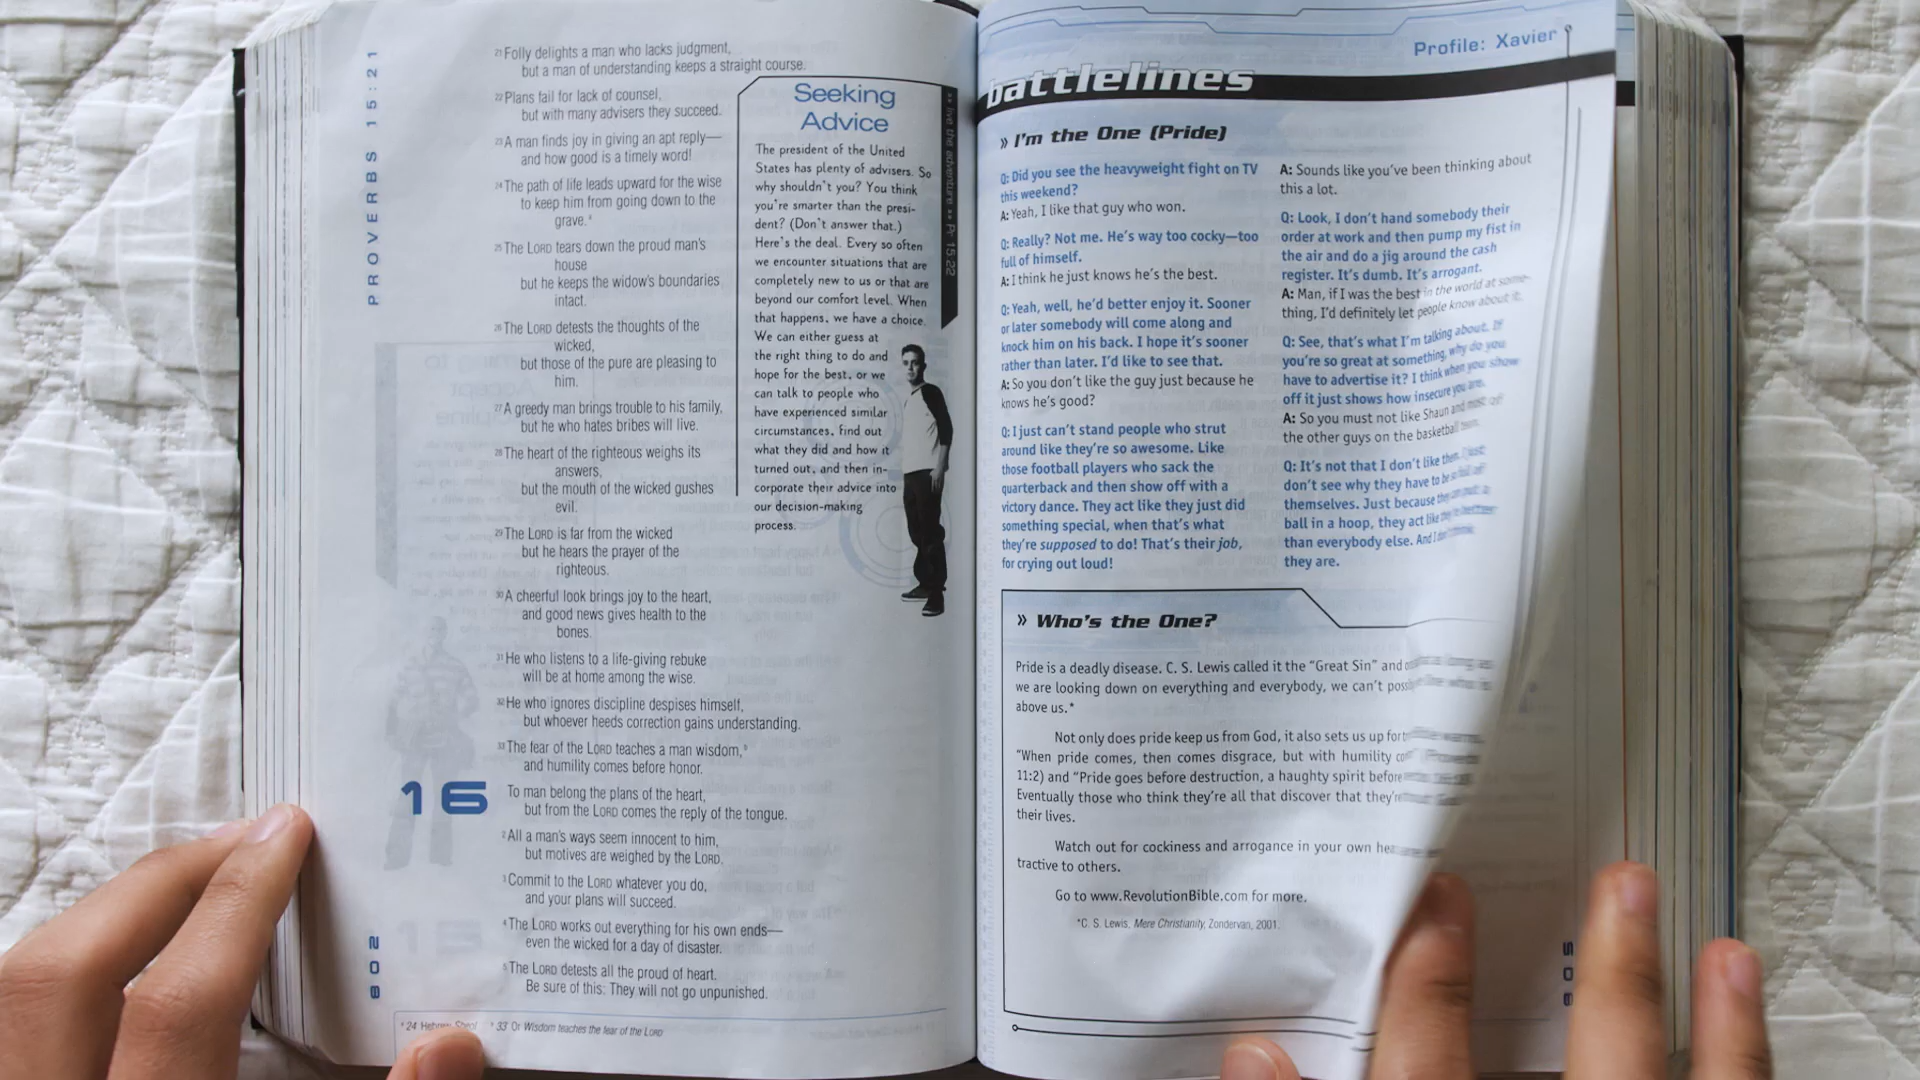 PROVERBS 15:21
21 Folly delights a man who lacks judgment,
but a man of understanding keeps a straight course.
22 Plans fail for lack of counsel,
but with many advisers they succeed.
23 A man finds joy in giving an apt reply—
and how good is a timely word!
24 The path of life leads upward for the wise
to keep him from going down to the
grave. a
25 The LORD tears down the proud man's
house
but he keeps the widow's boundaries
intact.
26 The LORD detests the thoughts of the
wicked,
but those of the pure are pleasing to
him.
27 A greedy man brings trouble to his family,
but he who hates bribes will live.
28 The heart of the righteous weighs its
answers,
but the mouth of the wicked gushes
evil.
29 The LORD is far from the wicked
but he hears the prayer of the
righteous.
30 A cheerful look brings joy to the heart,
and good news gives health to the
bones.
31 He who listens to a life-giving rebuke
will be at home among the wise.
32 He who ignores discipline despises himself,
but whoever heeds correction gains understanding.
33 The fear of the LORD teaches a man wisdom, b
and humility comes before honor.
16 To man belong the plans of the heart,
but from the LORD comes the reply of the tongue.
2 All a man's ways seem innocent to him,
but motives are weighed by the LORD.
3 Commit to the LORD whatever you do,
and your plans will succeed.
4 The LORD works out everything for his own ends—
even the wicked for a day of disaster.
5 The LORD detests all the proud of heart.
Be sure of this: They will not go unpunished.
a 24 Hebrew Sheol b 33 Or Wisdom teaches the fear of the LORD
802
Seeking
Advice
The president of the United
States has plenty of advisers. So
why shouldn't you? You think
you're smarter than the presi-
dent? (Don't answer that.)
Here's the deal. Every so often
we encounter situations that are
completely new to us or that are
beyond our comfort level. When
that happens, we have a choice.
We can either guess at
the right thing to do and
hope for the best, or we
can talk to people who
have experienced similar
circumstances, find out
what they did and how it
turned out, and then in-
corporate their advice into
our decision-making
process.
»» live the adventure »» Pr 15:22
Profile: Xavier
battlelines
» I'm the One (Pride)
Q: Did you see the heavyweight fight on TV
this weekend?
A: Yeah, I like that guy who won.
Q: Really? Not me. He's way too cocky—too
full of himself.
A: I think he just knows he's the best.
Q: Yeah, well, he'd better enjoy it. Sooner
or later somebody will come along and
knock him on his back. I hope it's sooner
rather than later. I'd like to see that.
A: So you don't like the guy just because he
knows he's good?
Q: I just can't stand people who strut
around like they're so awesome. Like
those football players who sack the
quarterback and then show off with a
victory dance. They act like they just did
something special, when that's what
they're supposed to do! That's their job,
for crying out loud!
A: Sounds like you've been thinking about
this a lot.
Q: Look, I don't hand somebody their
order at work and then pump my fist in
the air and do a jig around the cash
register. It's dumb. It's arrogant.
A: Man, if I was the best in the world at some-
thing, I'd definitely let people know about it.
Q: See, that's what I'm talking about. If
you're so great at something, why do you
have to advertise it? I think when you show
off it just shows how insecure you are.
A: So you must not like Shaun and most of
the other guys on the basketball team.
Q: It's not that I don't like them. I just
don't see why they have to be so full of
themselves. Just because they can put a
ball in a hoop, they act like they're better
than everybody else. And I don't think
they are.
» Who's the One?
Pride is a deadly disease. C. S. Lewis called it the "Great Sin" and
we are looking down on everything and everybody, we can't
above us.*
Not only does pride keep us from God, it also sets us up for
"When pride comes, then comes disgrace, but with humility
11:2) and "Pride goes before destruction, a haughty spirit before
Eventually those who think they're all that discover that they're
their lives.
Watch out for cockiness and arrogance in your own
tractive to others.
Go to www.RevolutionBible.com for more.
*C. S. Lewis, Mere Christianity, Zondervan, 2001.